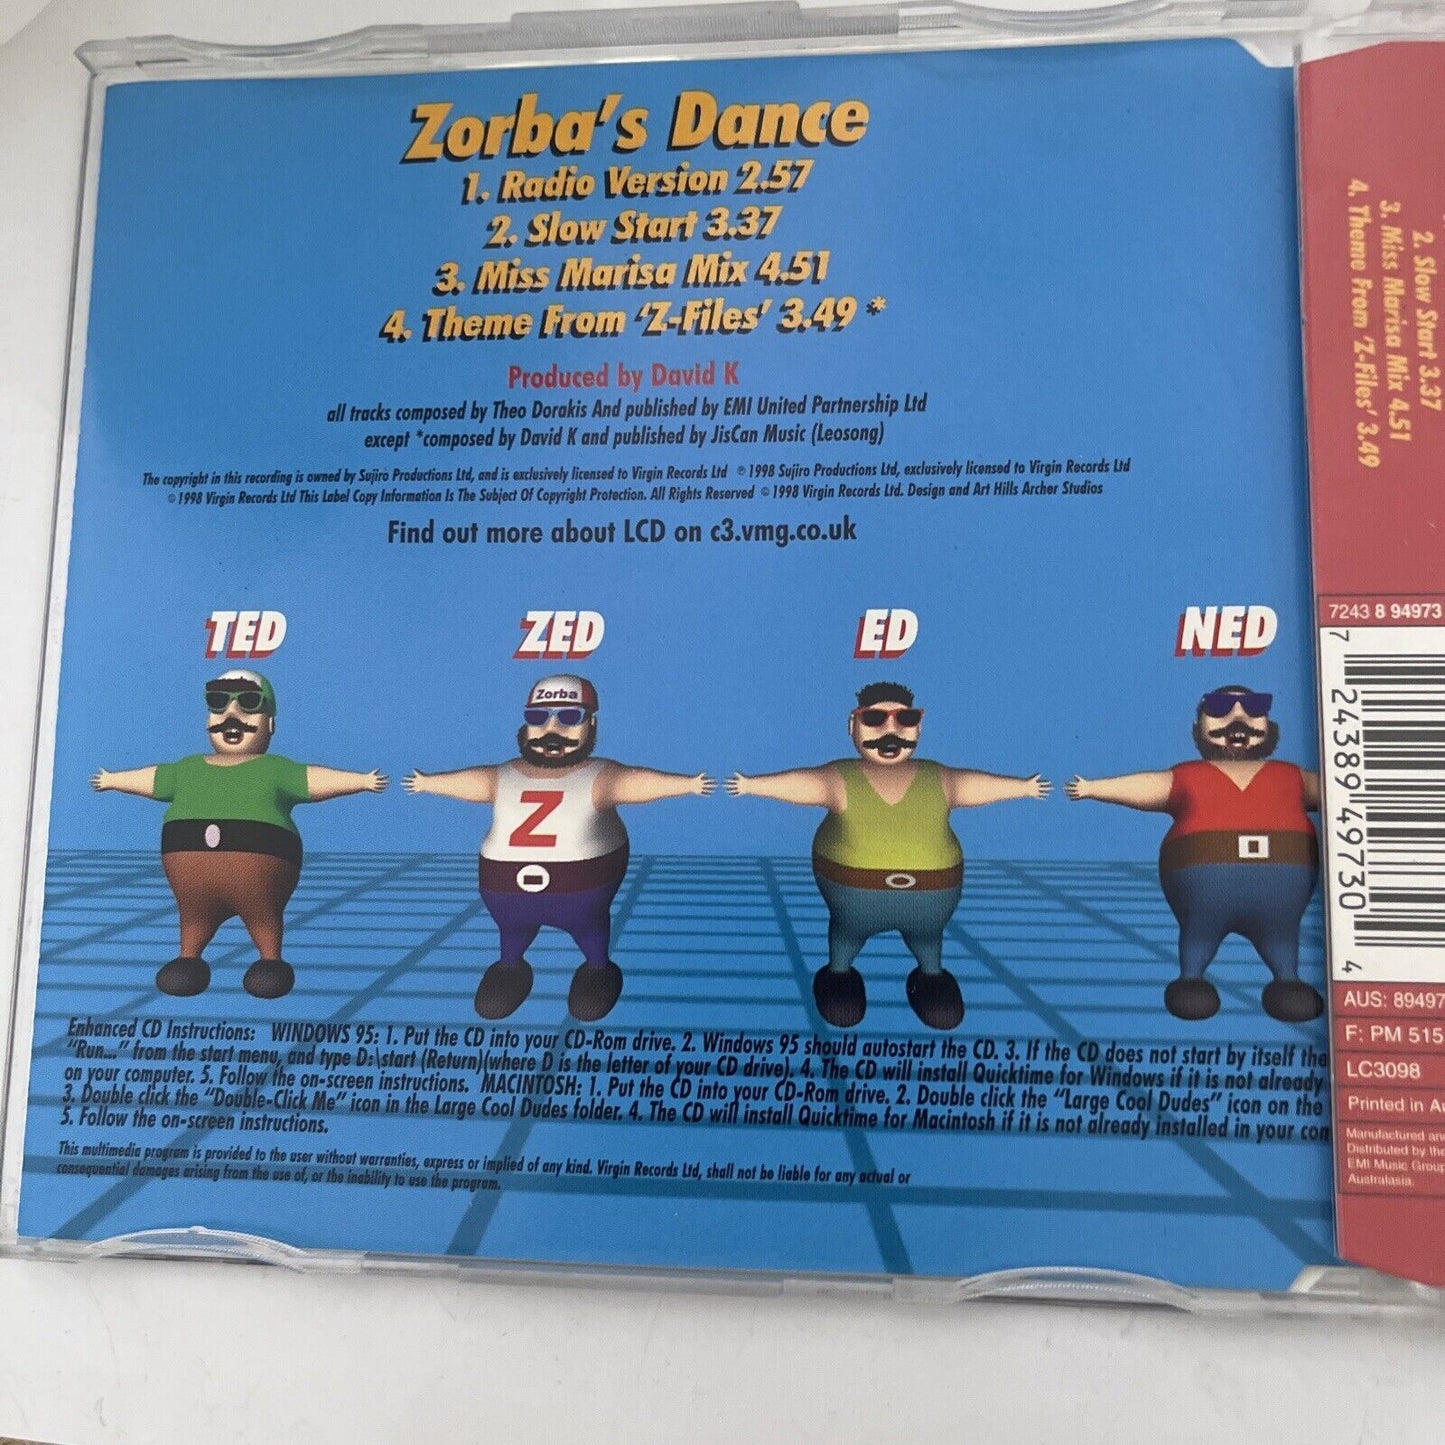 Zorba's Dance
1. Radio Version 2.57
2. Slow Start 3.37
3. Miss Marisa Mix 4.51
4. Theme From 'Z-Files' 3.49 *
Produced by David K
all tracks composed by Theo Dorakis And published by EMI United Partnership Ltd
except *composed by David K and published by JisCan Music (Leosong)
The copyright in this recording is owned by Sujiro Productions Ltd, and is exclusively licensed to Virgin Records Ltd ℗ 1998 Sujiro Productions Ltd, exclusively licensed to Virgin Records Ltd
© 1998 Virgin Records Ltd This Label Copy Information Is The Subject Of Copyright Protection. All Rights Reserved © 1998 Virgin Records Ltd. Design and Art Hills Archer Studios
Find out more about LCD on c3.vmg.co.uk
TED
ZED
ED
NED
Zorba
Z
Enhanced CD Instructions: WINDOWS 95: 1. Put the CD into your CD-Rom drive. 2. Windows 95 should autostart the CD. 3. If the CD does not start by itself the
"Run..." from the start menu, and type D:\start (Return)(where D is the letter of your CD drive). 4. The CD will install Quicktime for Windows if it is not already
on your computer. 5. Follow the on-screen instructions. MACINTOSH: 1. Put the CD into your CD-Rom drive. 2. Double click the "Large Cool Dudes" icon on the
3. Double click the "Double-Click Me" icon in the Large Cool Dudes folder. 4. The CD will install Quicktime for Macintosh if it is not already installed in your com
5. Follow the on-screen instructions.
This multimedia program is provided to the user without warranties, express or implied of any kind. Virgin Records Ltd, shall not be liable for any actual or
consequential damages arising from the use of, or the inability to use the program.
2. Slow Start 3.37
3. Miss Marisa Mix 4.51
4. Theme From 'Z-Files' 3.49
7243 8 94973
7 24389 49730 4
AUS: 89497
F: PM 515
LC3098
Printed in Au
Manufactured and
Distributed by the
EMI Music Group
Australasia.